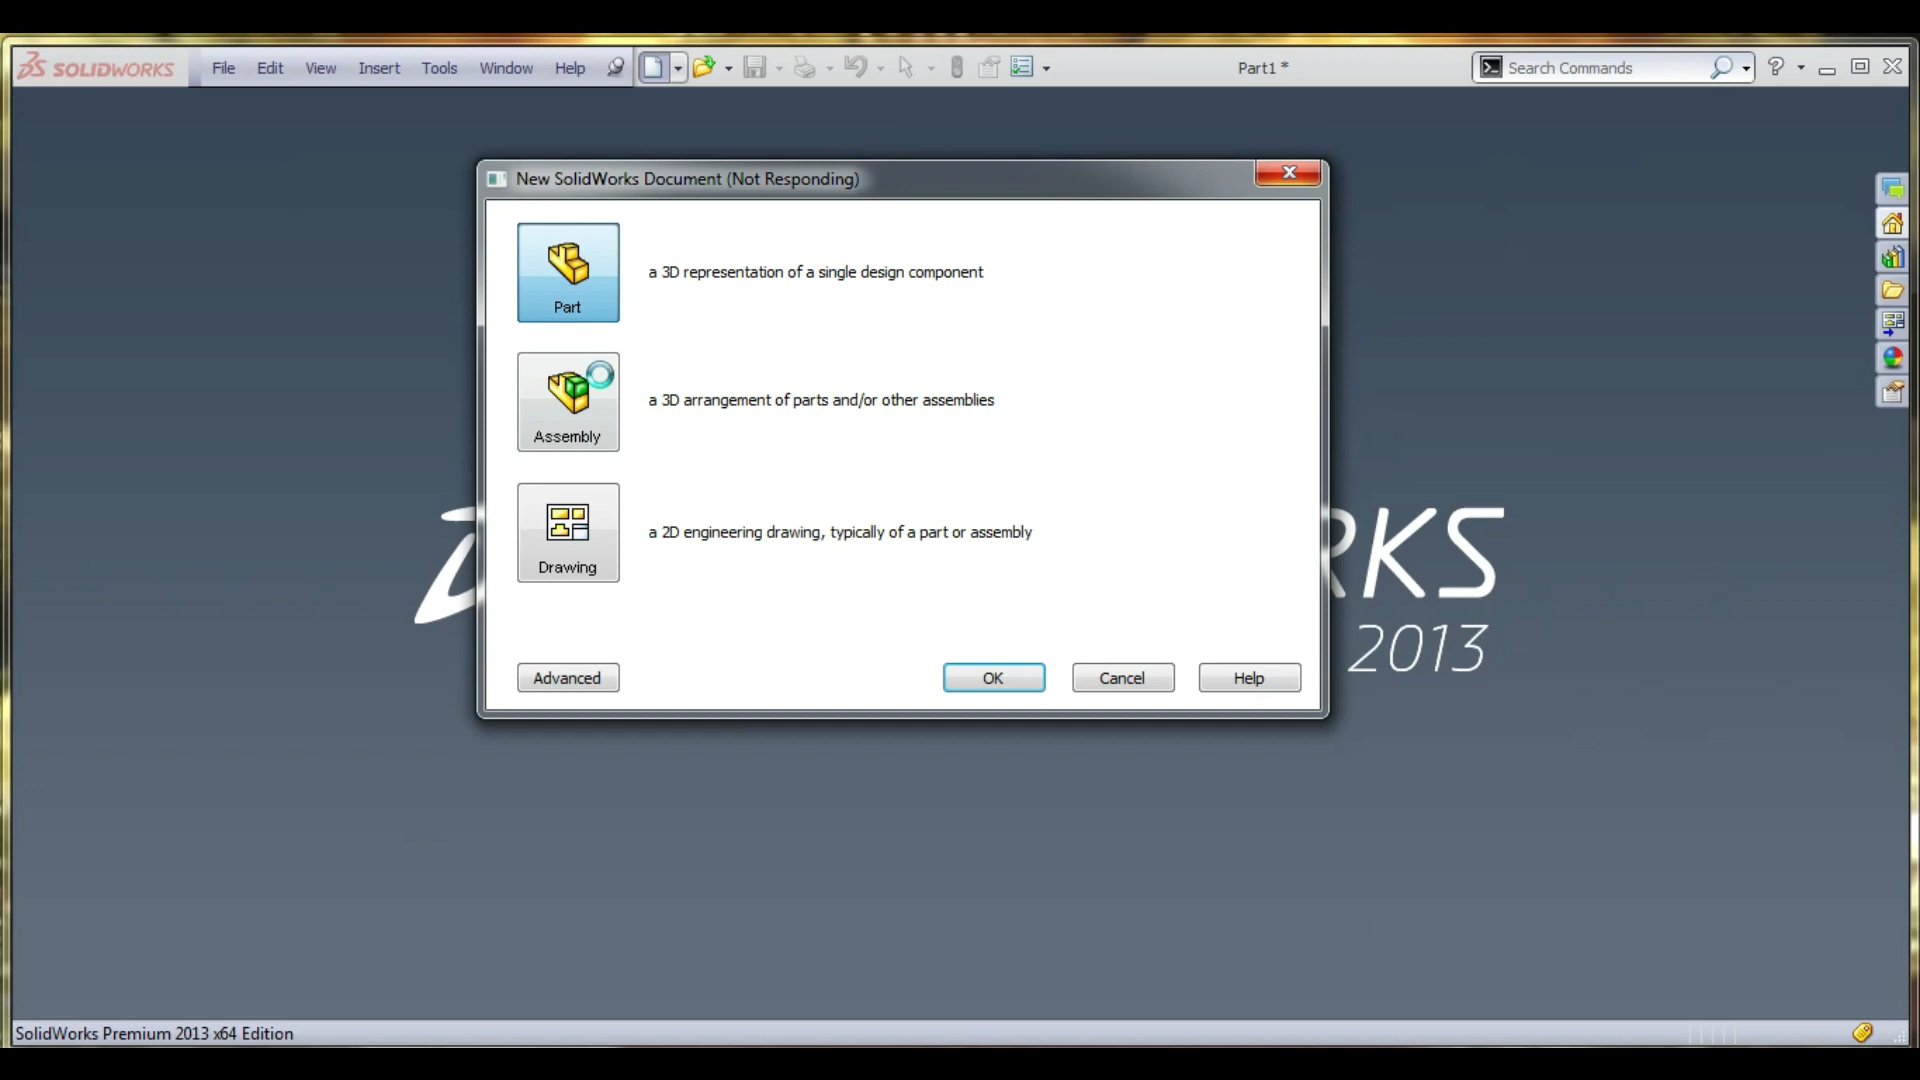 SOLIDWORKS File Edit View Insert Tools Window Help Part1 * Search Commands
New SolidWorks Document (Not Responding)
Part
a 3D representation of a single design component
Assembly
a 3D arrangement of parts and/or other assemblies
Drawing
a 2D engineering drawing, typically of a part or assembly
RKS
2013
Advanced OK Cancel Help
SolidWorks Premium 2013 x64 Edition